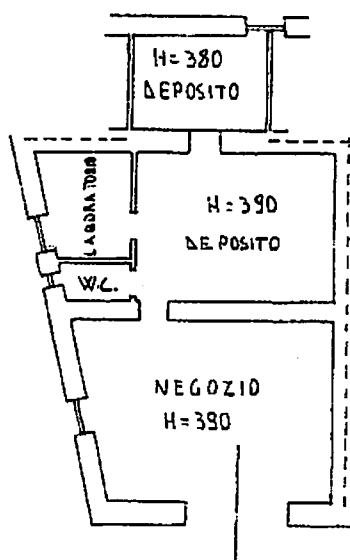 H=380
DEPOSITO
LABORATORIO
H=390
DEPOSITO
W.C.
NEGOZIO
H=390